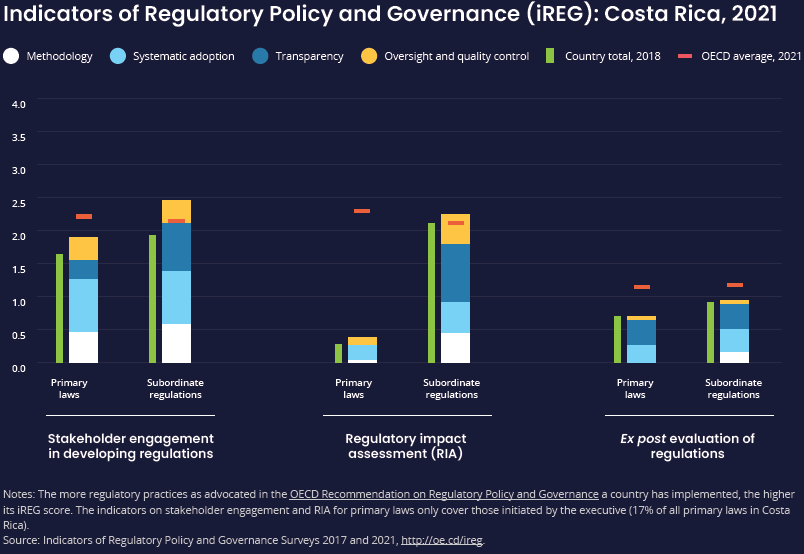 Indicators of Regulatory Policy and Governance (iREG): Costa Rica, 2021
Methodology Systematic adoption Transparency Oversight and quality control Country total, 2018 OECD average, 2021
4.0
3.5
3.0
2.5
2.0
1.5
1.0
0.5
0.0
Primary laws
Subordinate regulations
Primary laws
Subordinate regulations
Primary laws
Subordinate regulations
Stakeholder engagement
in developing regulations
Regulatory impact
assessment (RIA)
Ex post evaluation of
regulations
Notes: The more regulatory practices as advocated in the OECD Recommendation on Regulatory Policy and Governance a country has implemented, the higher
its iREG score. The indicators on stakeholder engagement and RIA for primary laws only cover those initiated by the executive (17% of all primary laws in Costa
Rica).
Source: Indicators of Regulatory Policy and Governance Surveys 2017 and 2021, http://oe.cd/ireg.